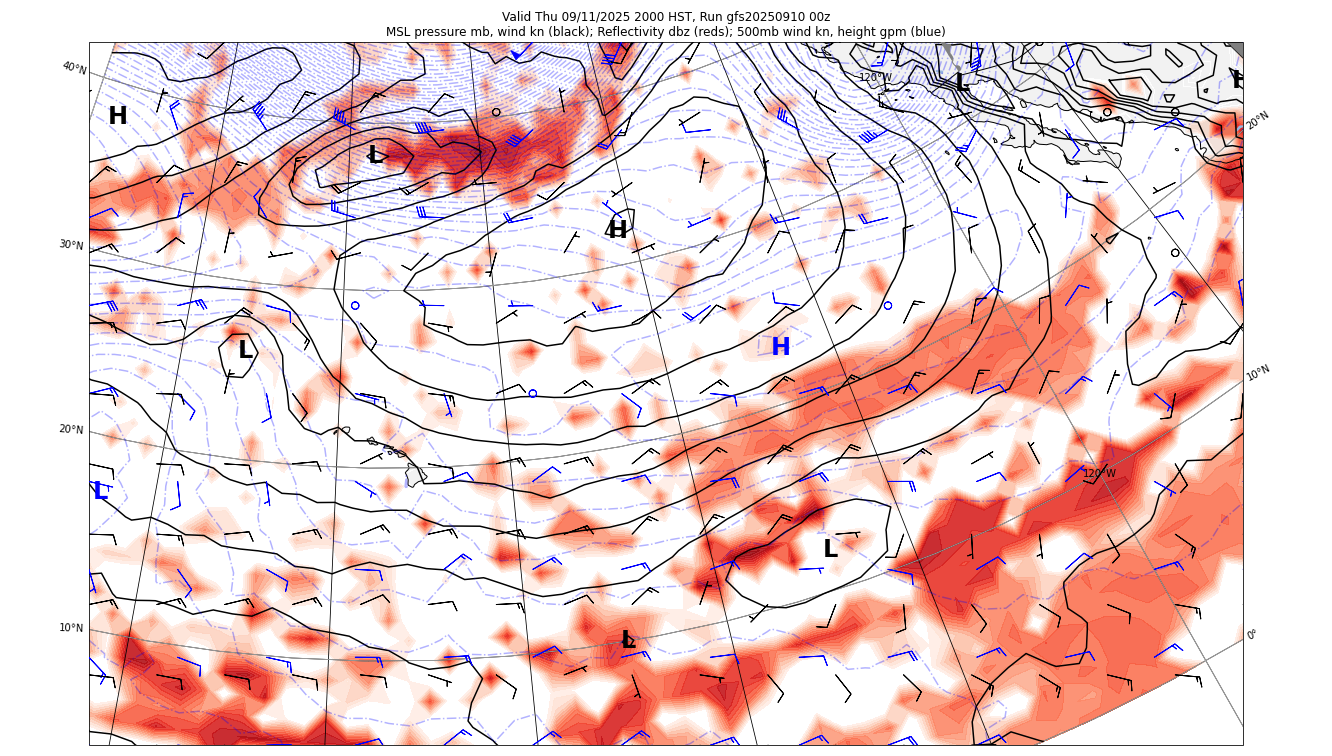 Valid Thu 09/11/2025 2000 HST, Run gfs20250910 00z
MSL pressure mb, wind kn (black); Reflectivity dbz (reds); 500mb wind kn, height gpm (blue)
40°N
120°W
L
H
H
20°N
L
4H
30°N
L
H
10°N
20°N
120°W
L
L
10°N
L
0°